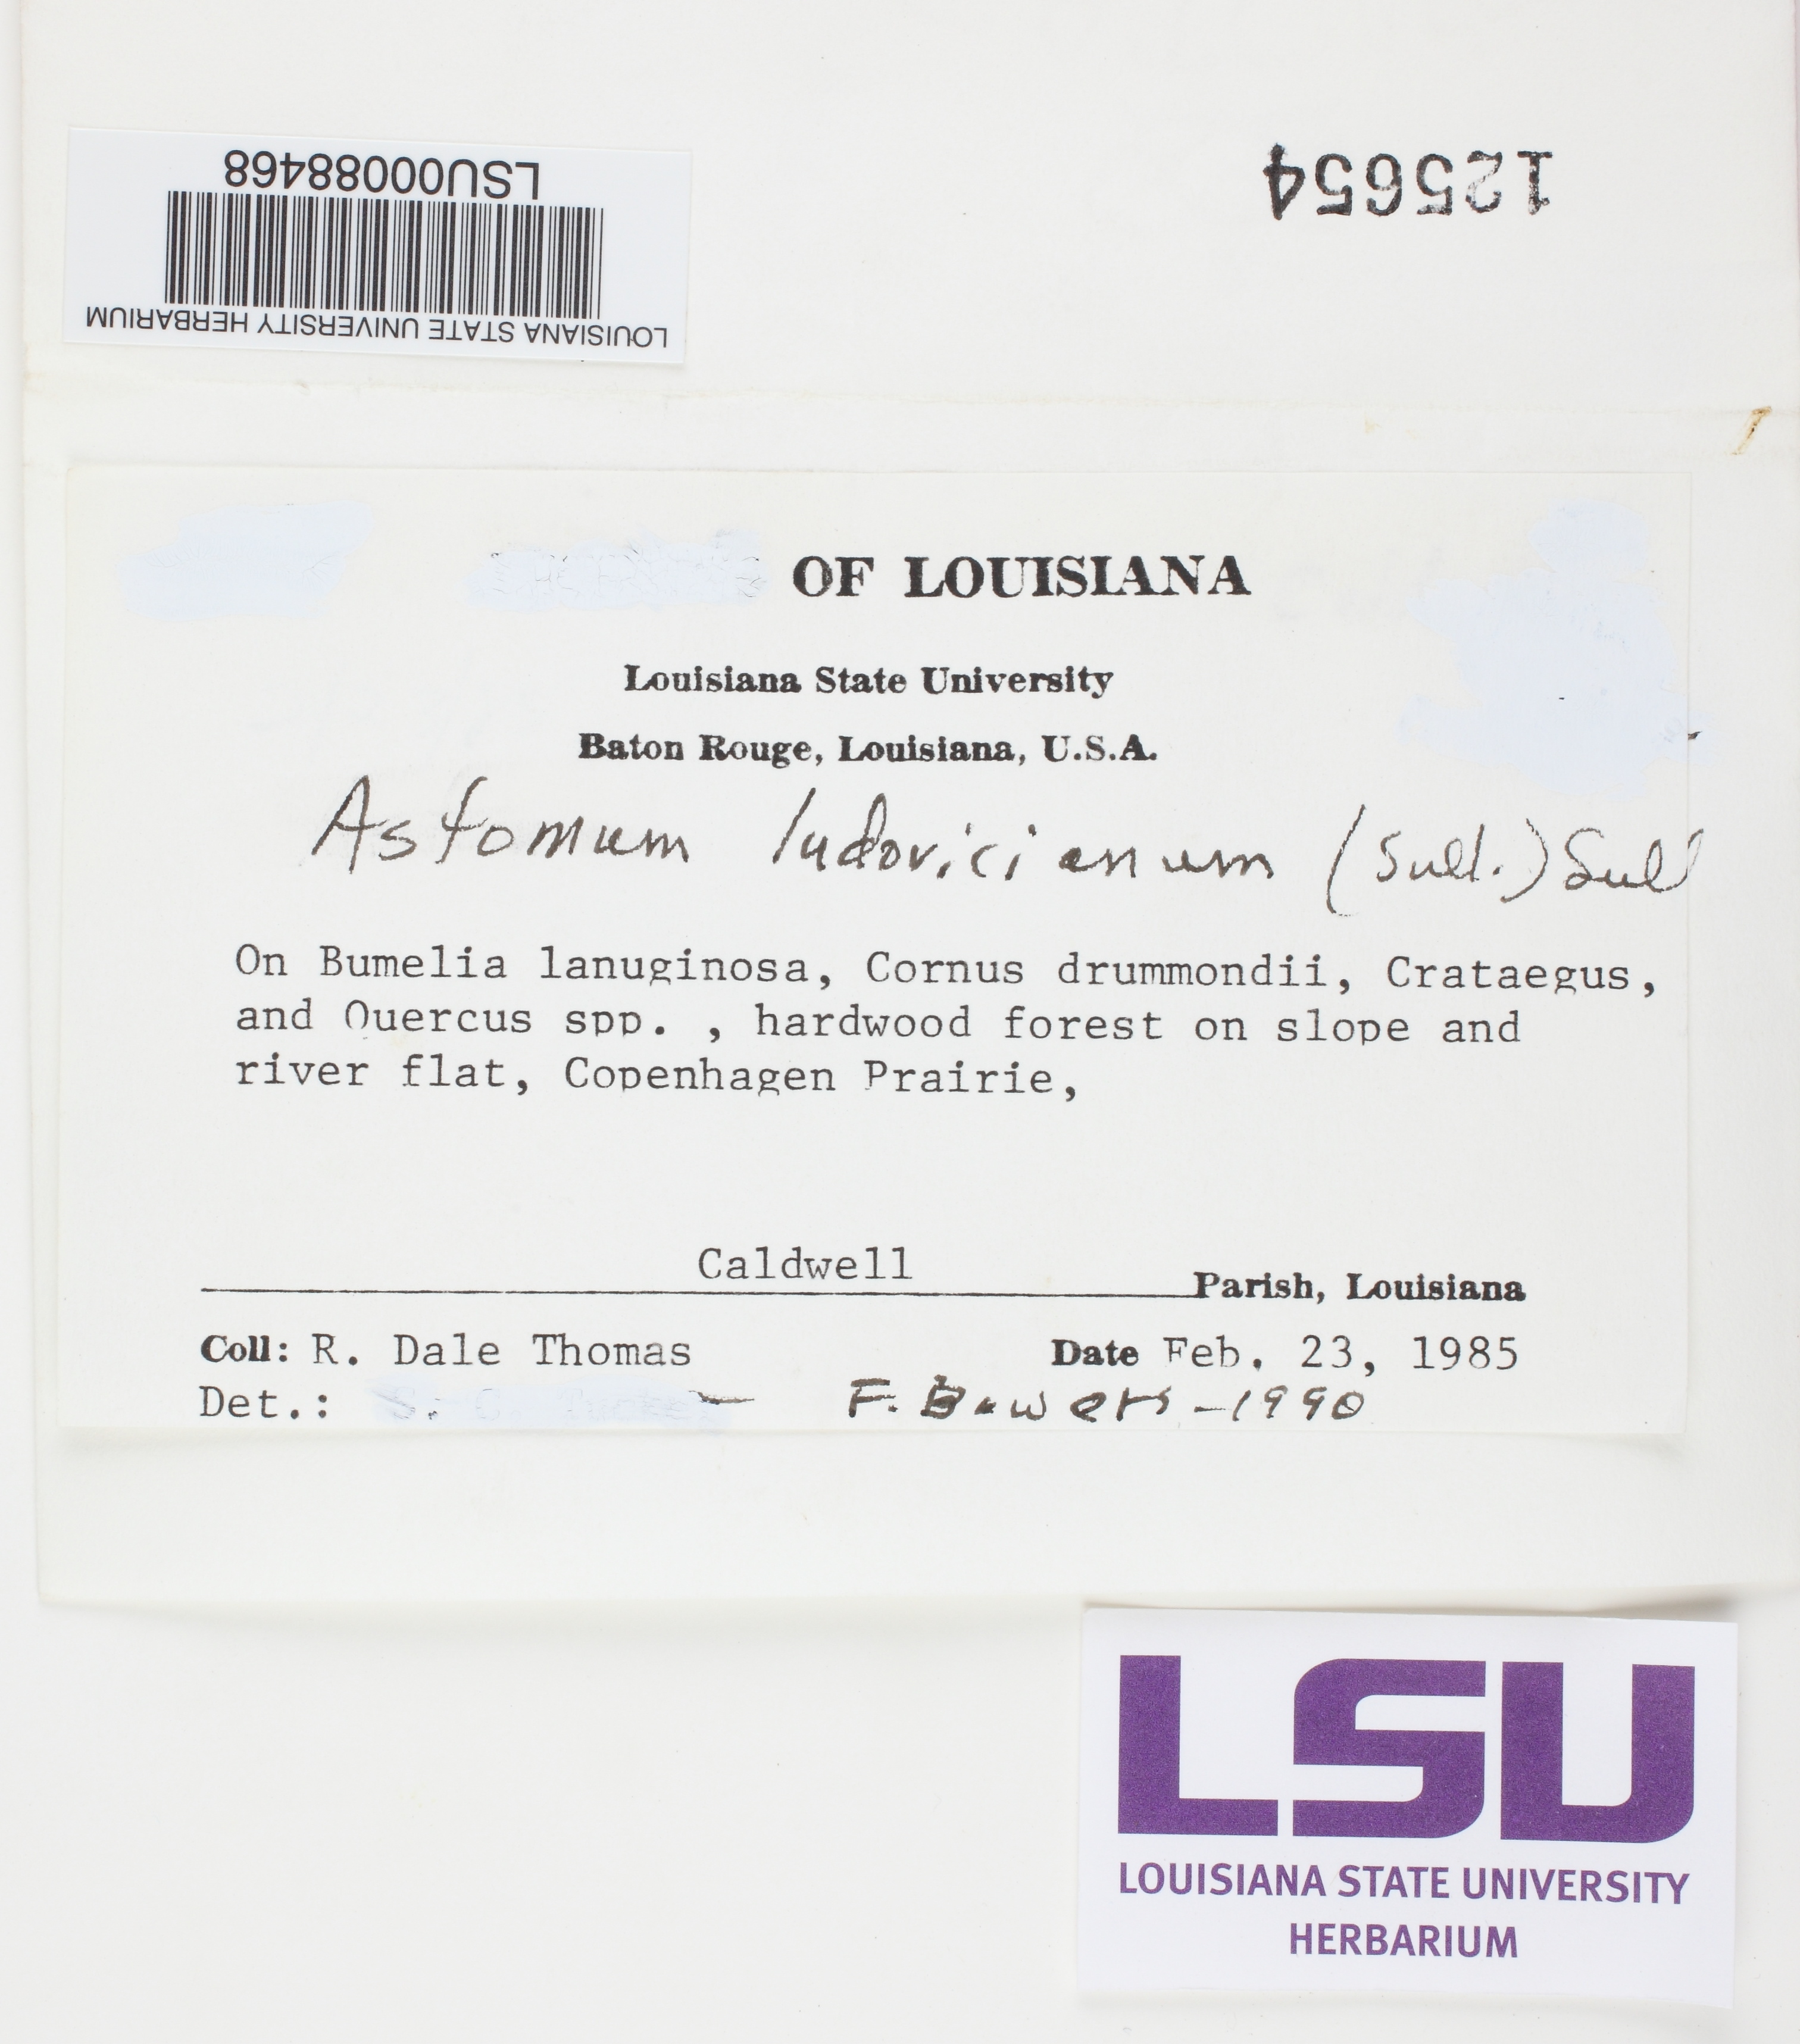 LSU00088468
LOUISIANA STATE UNIVERSITY HERBARIUM
125654
OF LOUISIANA
Louisiana State University
Baton Rouge, Louisiana, U.S.A.
Astomum ludovicianum (Sull.) Sull
On Bumelia lanuginosa, Cornus drummondii, Crataegus,
and Quercus spp. , hardwood forest on slope and
river flat, Copenhagen Prairie,
Caldwell Parish, Louisiana
Coll: R. Dale Thomas Date Feb. 23, 1985
Det.: F. Bowers - 1990
LSU
LOUISIANA STATE UNIVERSITY
HERBARIUM